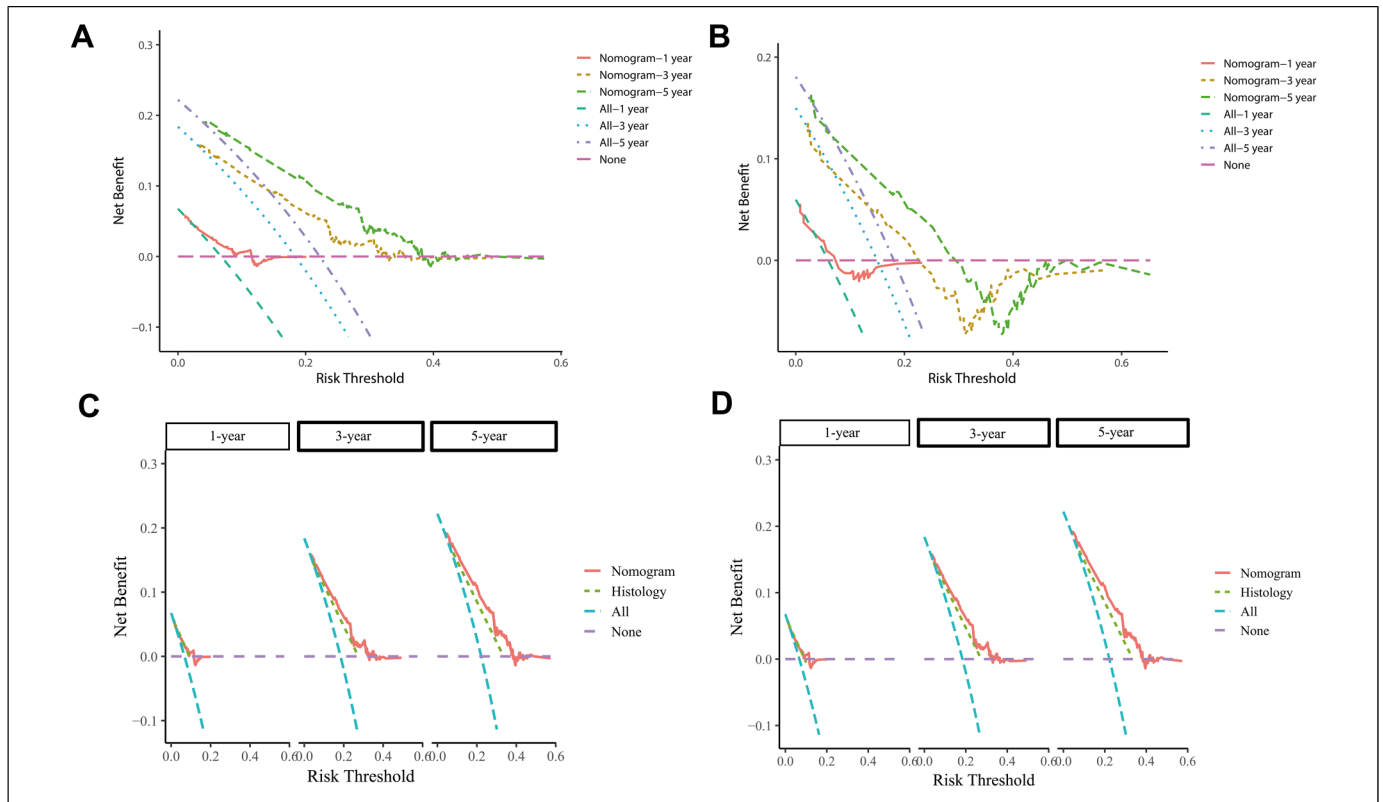 A
0.3
0.2
0.1
0.0
−0.1
Net Benefit
0.0
0.2
0.4
0.6
Risk Threshold
Nomogram−1 year
Nomogram−3 year
Nomogram−5 year
All−1 year
All−3 year
All−5 year
None
B
0.2
0.1
0.0
Net Benefit
0.0
0.2
0.4
0.6
Risk Threshold
Nomogram−1 year
Nomogram−3 year
Nomogram−5 year
All−1 year
All−3 year
All−5 year
None
C
1-year
3-year
5-year
0.3
0.2
0.1
0.0
−0.1
Net Benefit
0.0 0.2 0.4 0.6
0.0 0.2 0.4 0.6
0.0 0.2 0.4 0.6
Risk Threshold
Nomogram
Histology
All
None
D
1-year
3-year
5-year
0.3
0.2
0.1
0.0
−0.1
Net Benefit
0.0 0.2 0.4 0.6
0.0 0.2 0.4 0.6
0.0 0.2 0.4 0.6
Risk Threshold
Nomogram
Histology
All
None